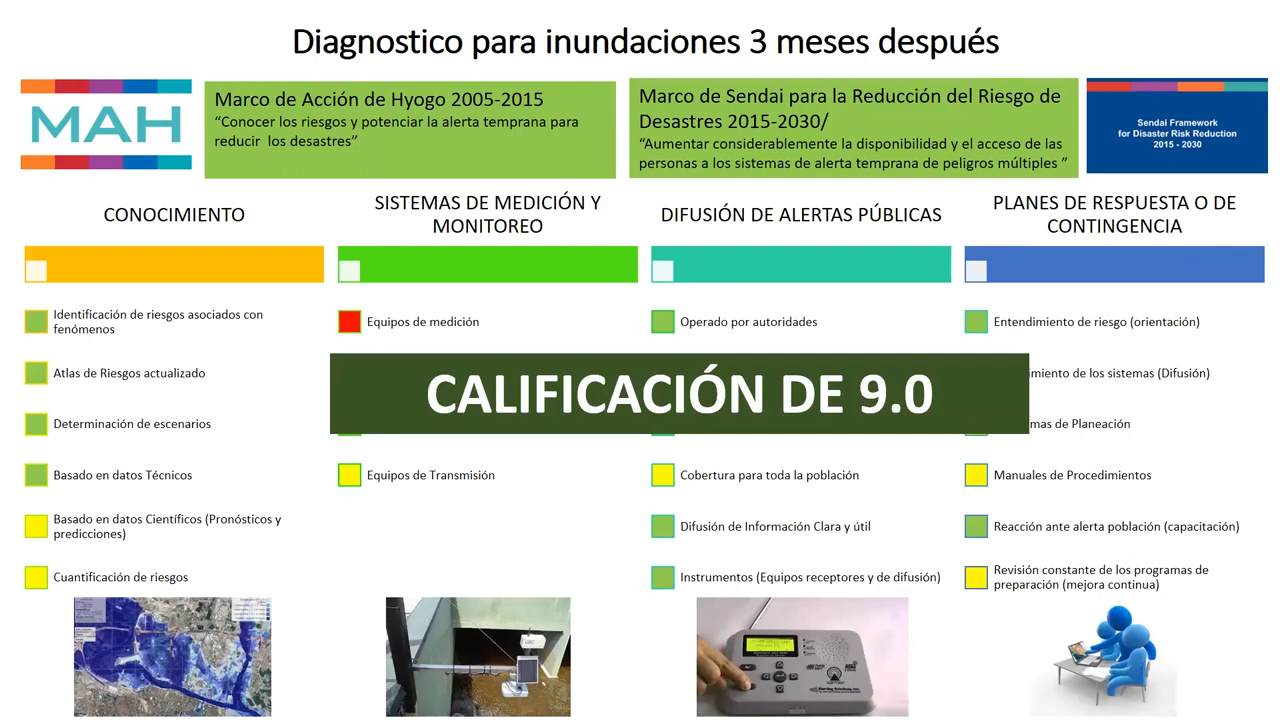 Diagnostico para inundaciones 3 meses después
MAH
Marco de Acción de Hyogo 2005-2015
“Conocer los riesgos y potenciar la alerta temprana para
reducir los desastres”
Marco de Sendai para la Reducción del Riesgo de
Desastres 2015-2030/
“Aumentar considerablemente la disponibilidad y el acceso de las
personas a los sistemas de alerta temprana de peligros múltiples ”
Sendai Framework
for Disaster Risk Reduction
2015 - 2030
CONOCIMIENTO
Identificación de riesgos asociados con
fenómenos
Atlas de Riesgos actualizado
Determinación de escenarios
Basado en datos Técnicos
Basado en datos Científicos (Pronósticos y
predicciones)
Cuantificación de riesgos
SISTEMAS DE MEDICIÓN Y
MONITOREO
Equipos de medición
Equipos de Transmisión
CALIFICACIÓN DE 9.0
DIFUSIÓN DE ALERTAS PÚBLICAS
Operado por autoridades
Cobertura para toda la población
Difusión de Información Clara y útil
Instrumentos (Equipos receptores y de difusión)
PLANES DE RESPUESTA O DE
CONTINGENCIA
Entendimiento de riesgo (orientación)
de los sistemas (Difusión)
de Planeación
Manuales de Procedimientos
Reacción ante alerta población (capacitación)
Revisión constante de los programas de
preparación (mejora continua)